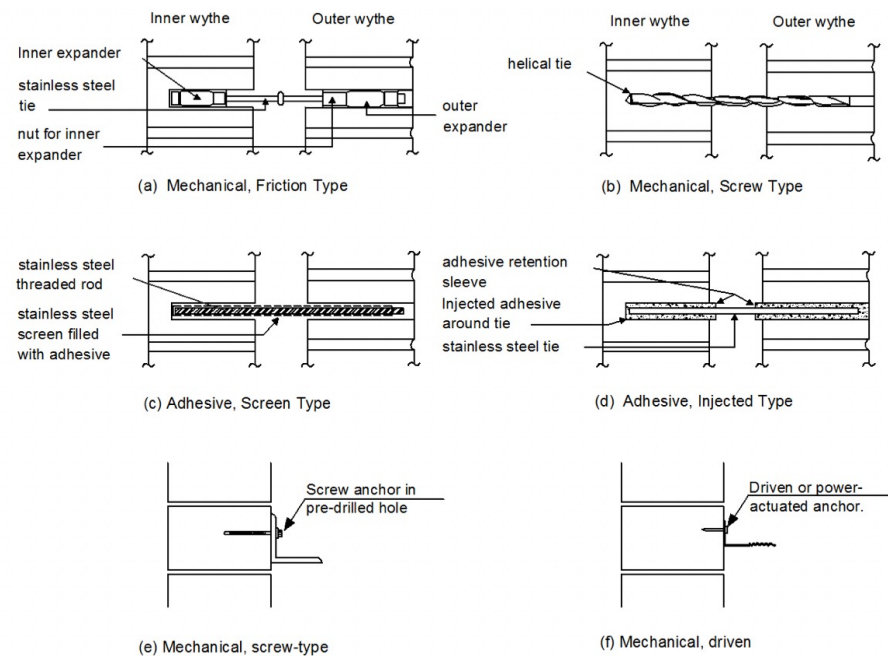 Inner wythe
Outer wythe
Inner expander
stainless steel
tie
nut for inner
expander
outer
expander
(a) Mechanical, Friction Type
Inner wythe
Outer wythe
helical tie
(b) Mechanical, Screw Type
stainless steel
threaded rod
stainless steel
screen filled
with adhesive
(c) Adhesive, Screen Type
adhesive retention
sleeve
Injected adhesive
around tie
stainless steel tie
(d) Adhesive, Injected Type
Screw anchor in
pre-drilled hole
(e) Mechanical, screw-type
Driven or power-
actuated anchor.
(f) Mechanical, driven